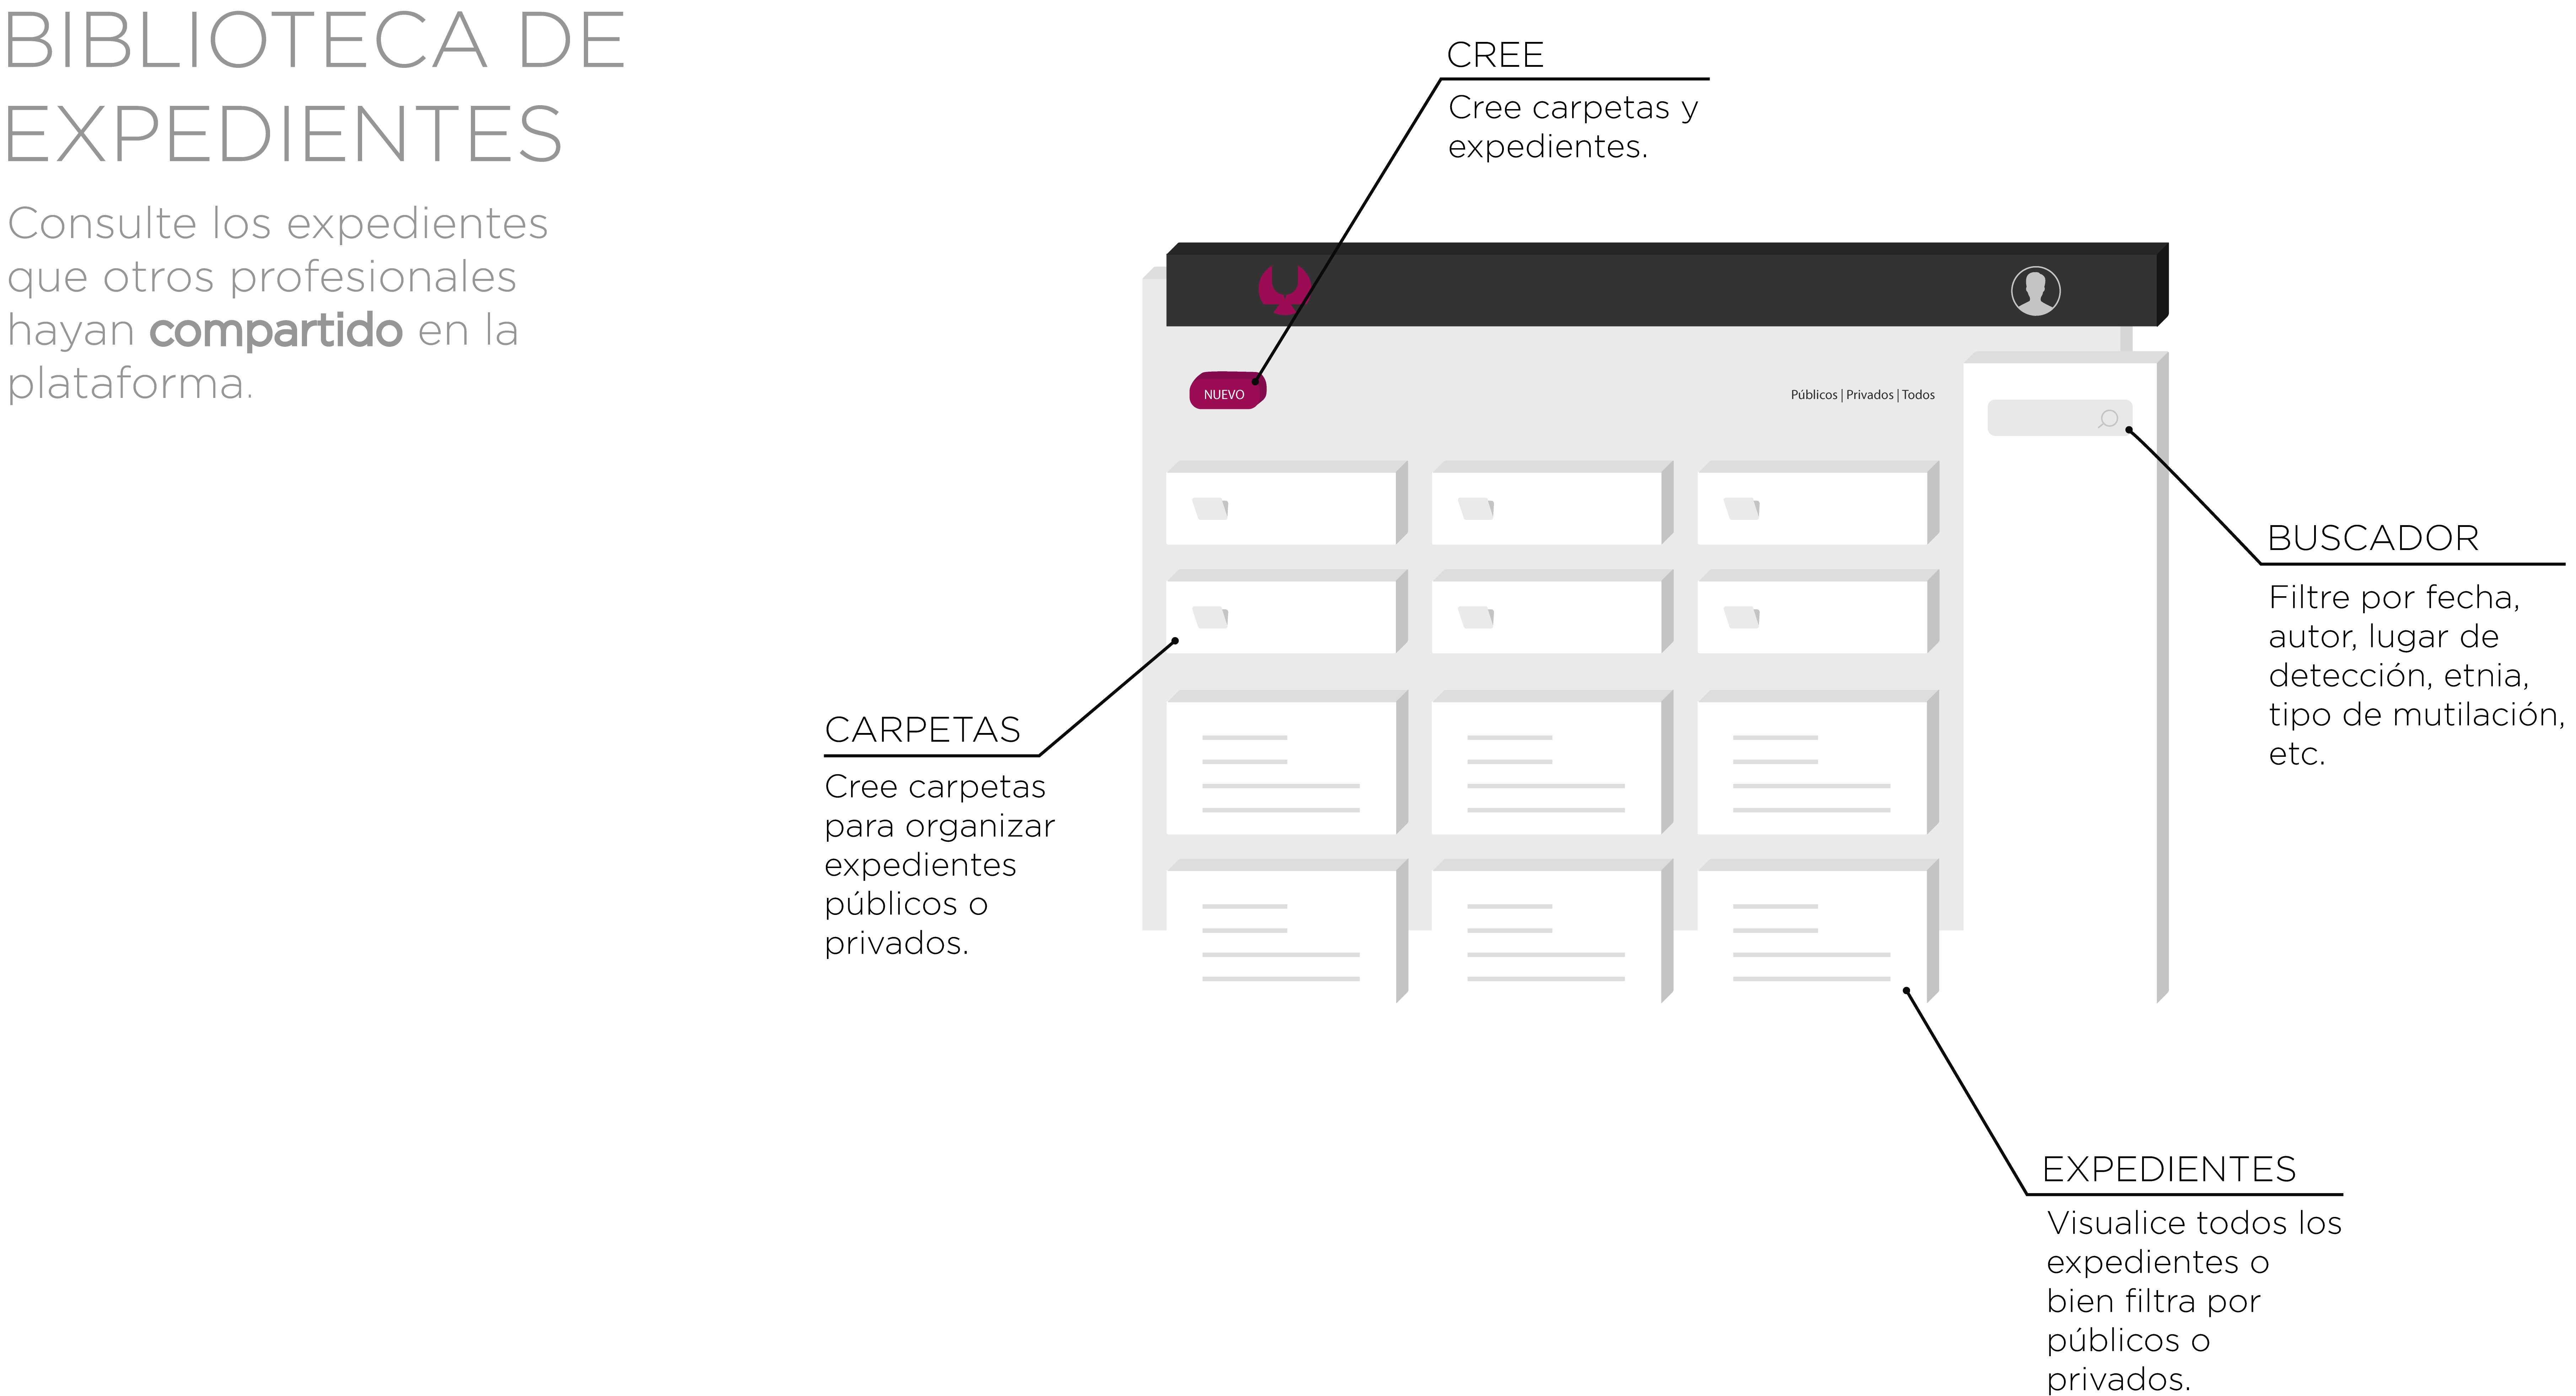 BIBLIOTECA DE
EXPEDIENTES
Consulte los expedientes
que otros profesionales
hayan compartido en la
plataforma.
CREE
Cree carpetas y
expedientes.
NUEVO
Públicos | Privados | Todos
BUSCADOR
Filtre por fecha,
autor, lugar de
detección, etnia,
tipo de mutilación,
etc.
CARPETAS
Cree carpetas
para organizar
expedientes
públicos o
privados.
EXPEDIENTES
Visualice todos los
expedientes o
bien filtra por
públicos o
privados.